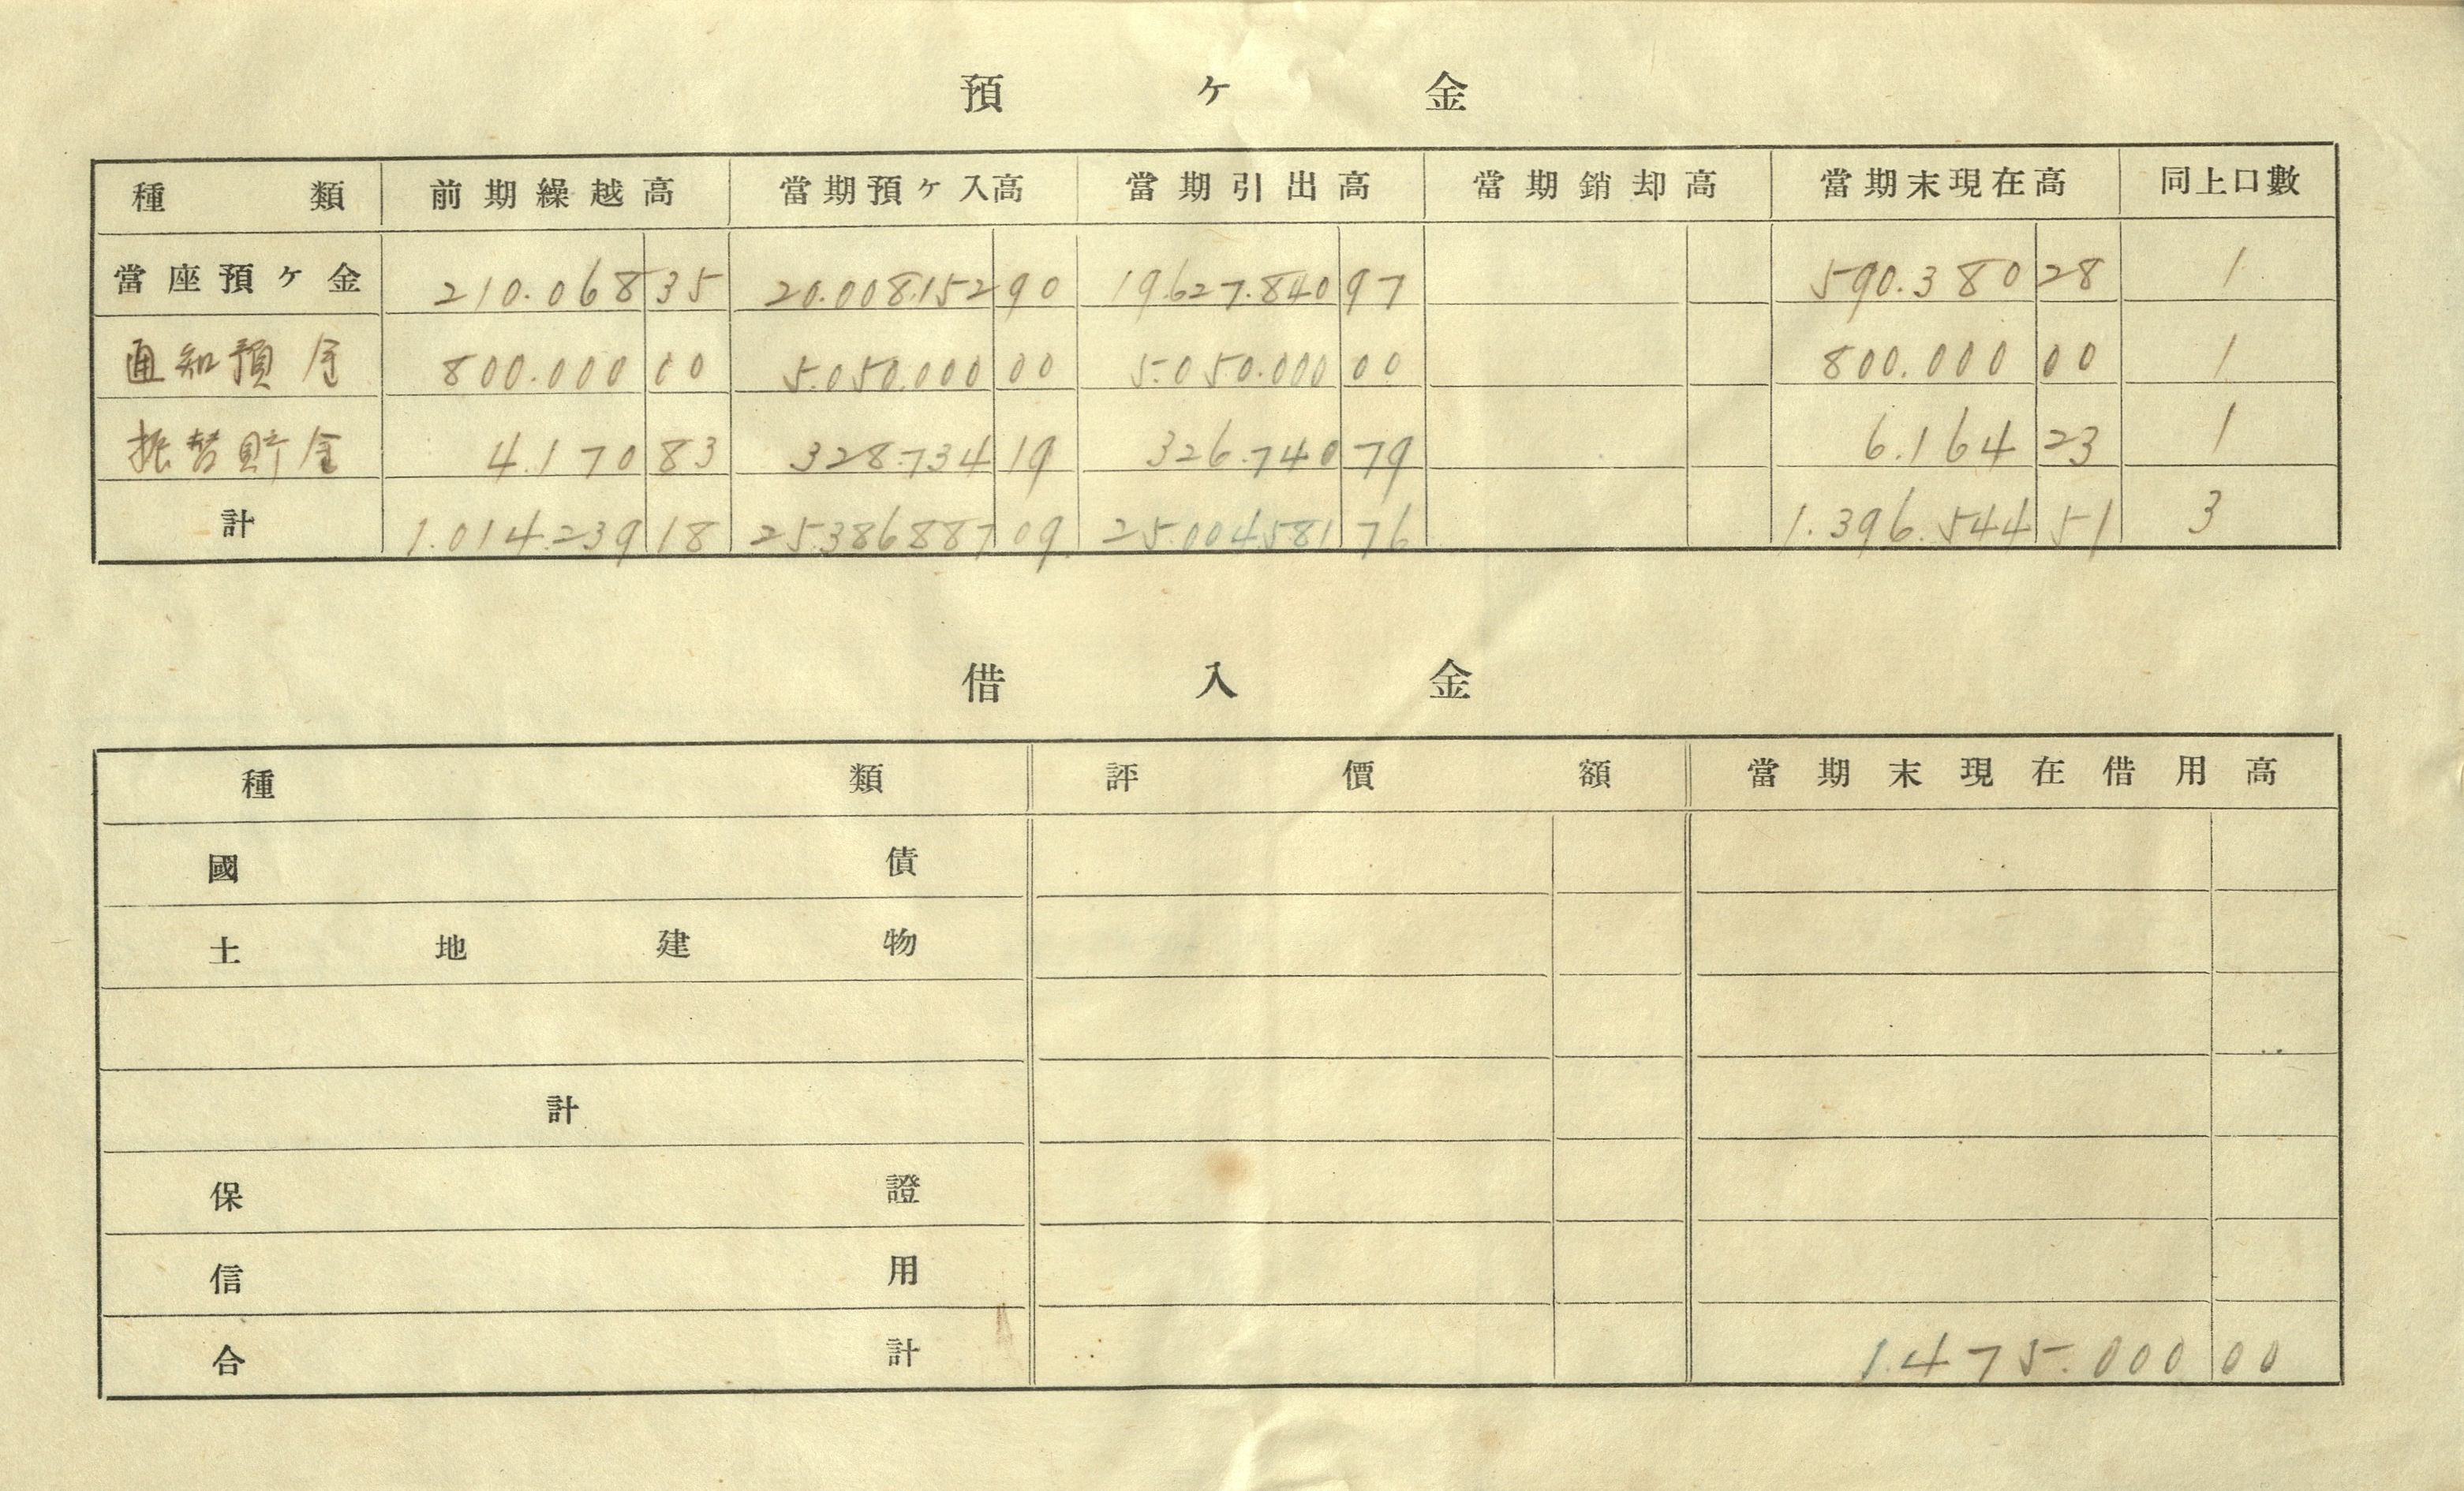 預ヶ金
種類 前期繰越高 當期預ヶ入高 當期引出高 當期銷却高 當期末現在高 同上口數
當座預ヶ金 210.068 35 20.008.152 90 19.627.840 97 590.380 28 1
通知預金 800.000 00 5.050.000 00 5.050.000 00 800.000 00 1
振替貯金 4.170 83 328.734 19 326.740 79 6.164 23 1
計 1.014.239 18 25.386887 09 25.004.581 76 1.396.544 51 3
借入金
種類 評價額 當期末現在借用高
國債
土地建物
計
保證
信用
合計 1.475.000 00